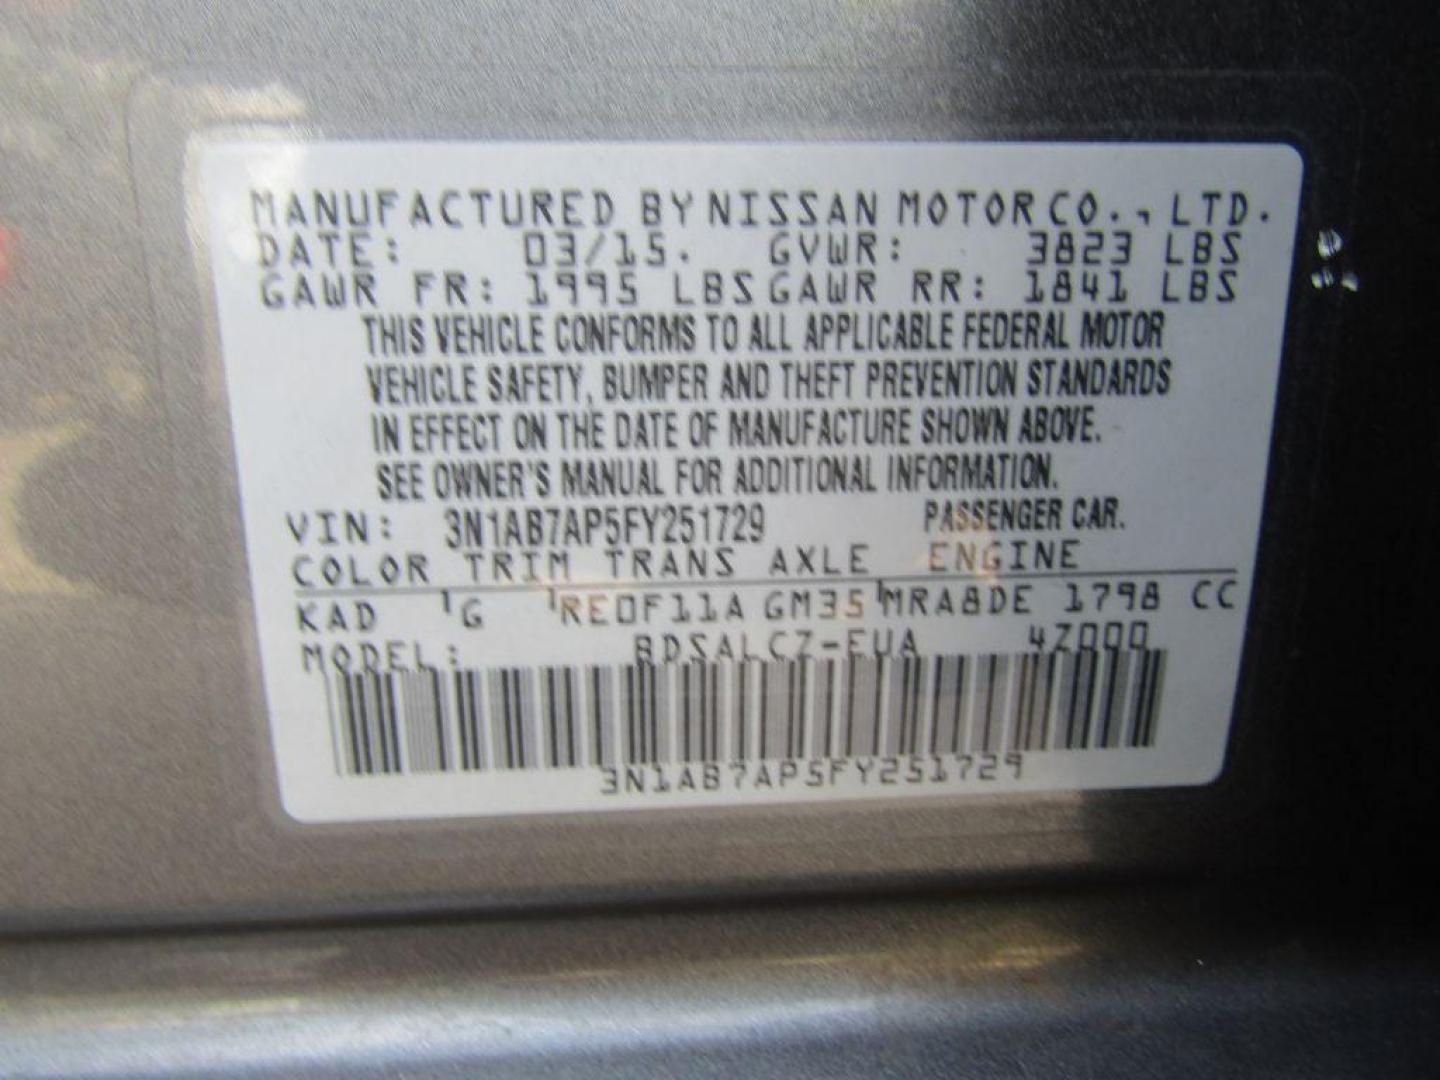 MANUFACTURED BY NISSAN MOTOR CO., LTD.
DATE: 03/15. GVWR: 3823 LBS
GAWR FR: 1995 LBS GAWR RR: 1841 LBS
THIS VEHICLE CONFORMS TO ALL APPLICABLE FEDERAL MOTOR
VEHICLE SAFETY, BUMPER AND THEFT PREVENTION STANDARDS
IN EFFECT ON THE DATE OF MANUFACTURE SHOWN ABOVE.
SEE OWNER'S MANUAL FOR ADDITIONAL INFORMATION.
VIN: 3N1AB7AP5FY251729 PASSENGER CAR.
COLOR TRIM TRANS AXLE ENGINE
KAD G RE0F11A GM35 MRA8DE 1798 CC
MODEL: BDSALCZ-EUA 4Z000
3N1AB7AP5FY251729